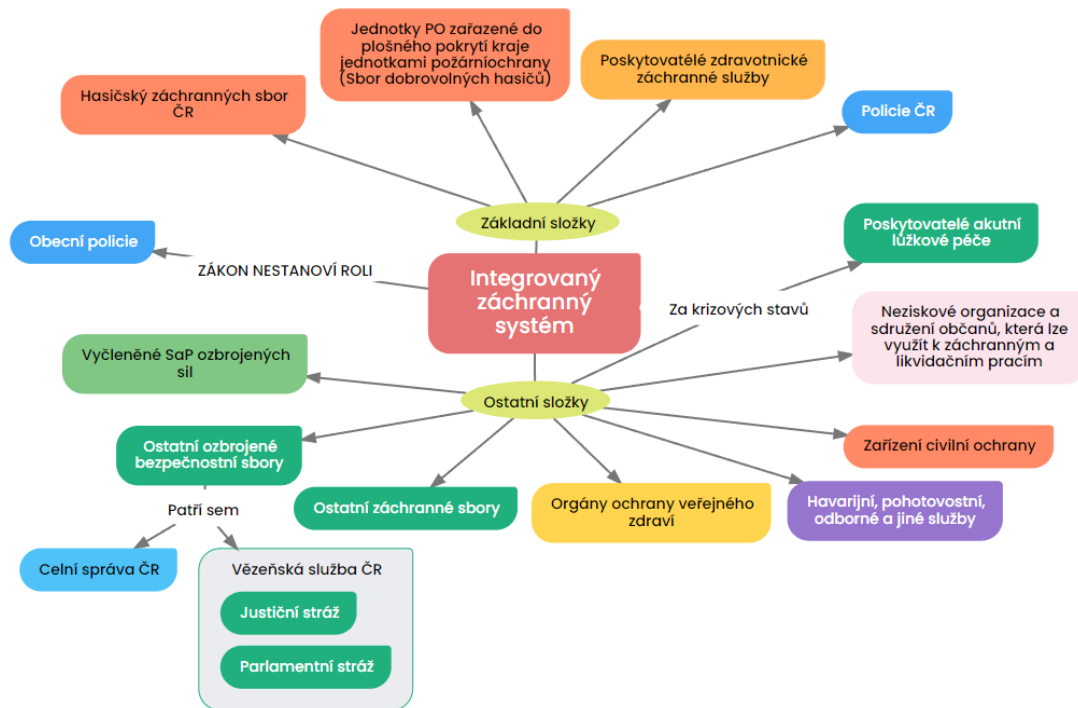 Jednotky PO zařazené do
plošného pokrytí kraje
jednotkami požárníochrany
(Sbor dobrovolných hasičů)
Poskytovatélé zdravotnické
záchranné služby
Hasičský záchranných sbor
ČR
Policie ČR
Základní složky
Poskytovatelé akutní
lůžkové péče
Obecní policie
ZÁKON NESTANOVÍ ROLI
Integrovaný
záchranný
systém
Za krizových stavů
Neziskové organizace a
sdružení občanů, která lze
využít k záchranným a
likvidačním pracím
Vyčleněné SaP ozbrojených
sil
Ostatní složky
Ostatní ozbrojené
bezpečnostní sbory
Zařízení civilní ochrany
Ostatní záchranné sbory
Orgány ochrany veřejného
zdraví
Havarijní, pohotovostní,
odborné a jiné služby
Patří sem
Celní správa ČR
Vězeňská služba ČR
Justiční stráž
Parlamentní stráž